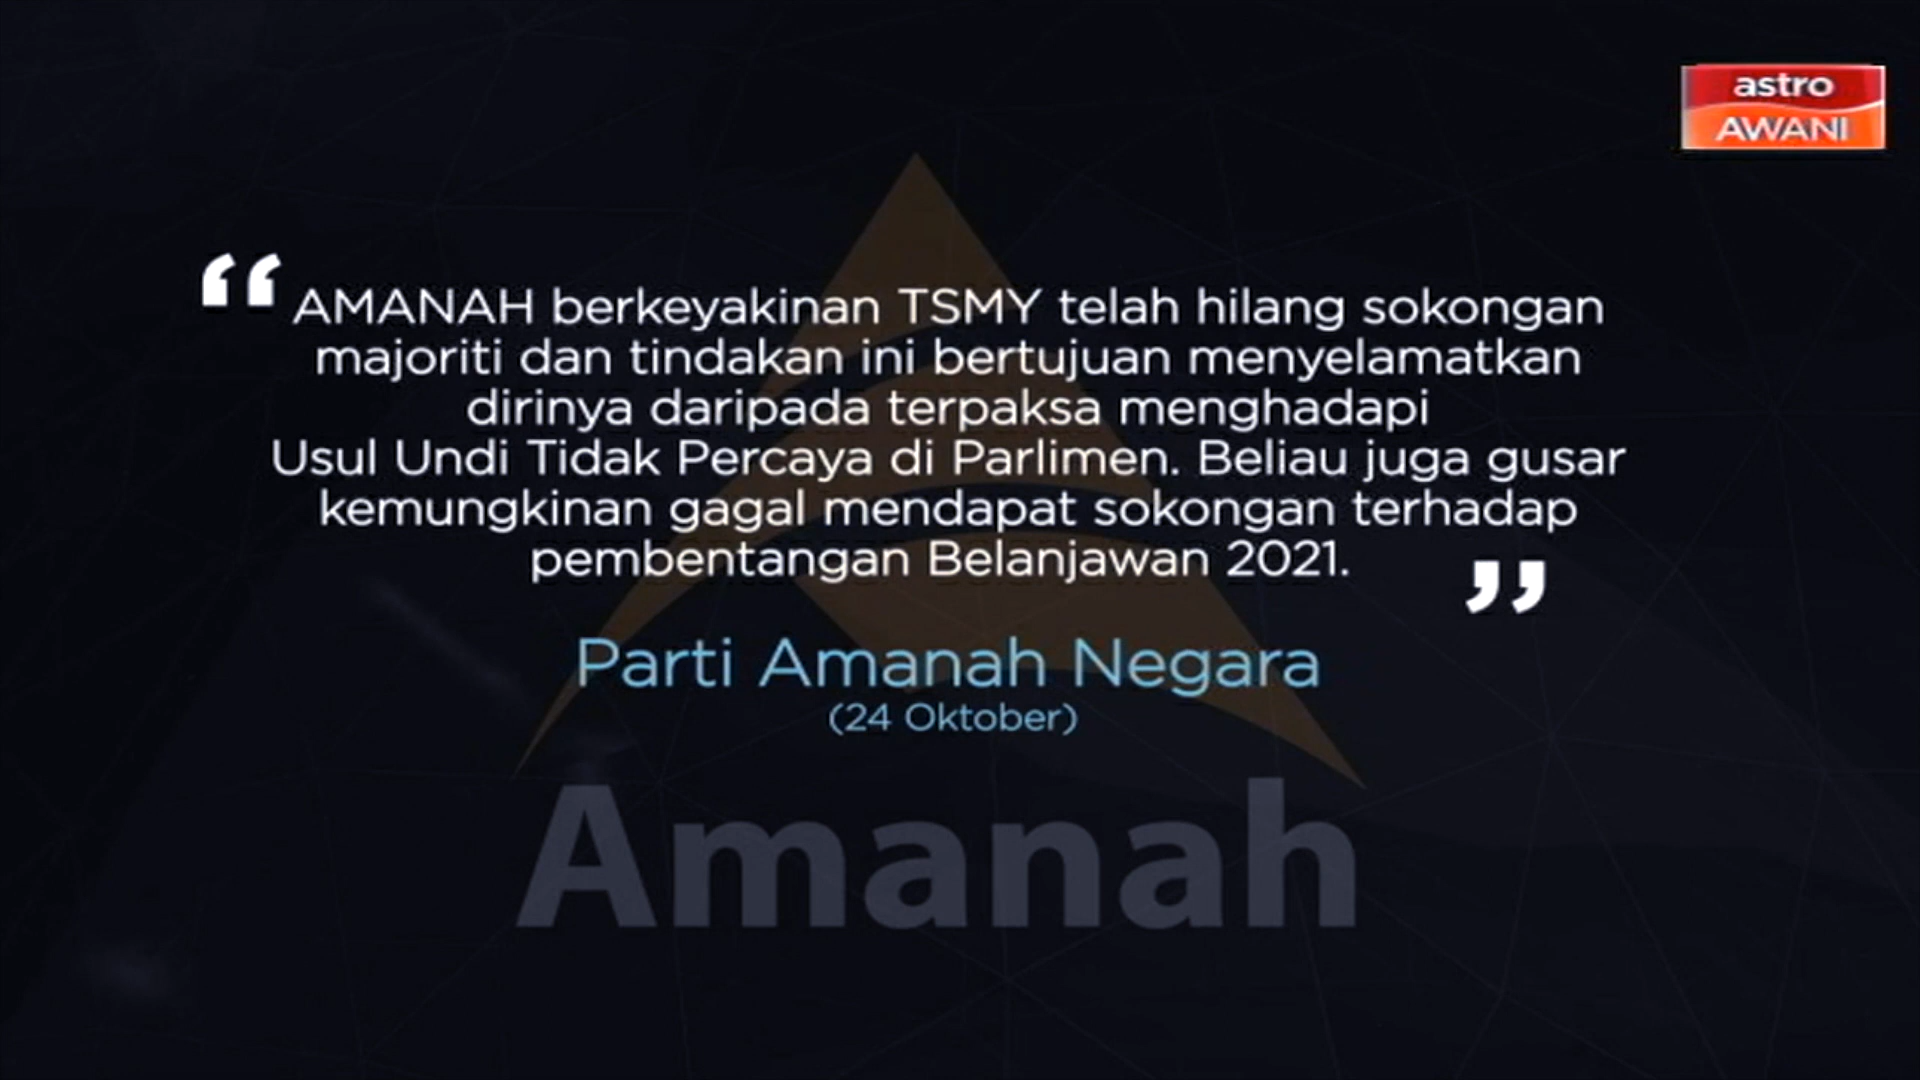 astro
AWANI
“AMANAH berkeyakinan TSMY telah hilang sokongan
majoriti dan tindakan ini bertujuan menyelamatkan
dirinya daripada terpaksa menghadapi
Usul Undi Tidak Percaya di Parlimen. Beliau juga gusar
kemungkinan gagal mendapat sokongan terhadap
pembentangan Belanjawan 2021.”
Parti Amanah Negara
(24 Oktober)
Amanah